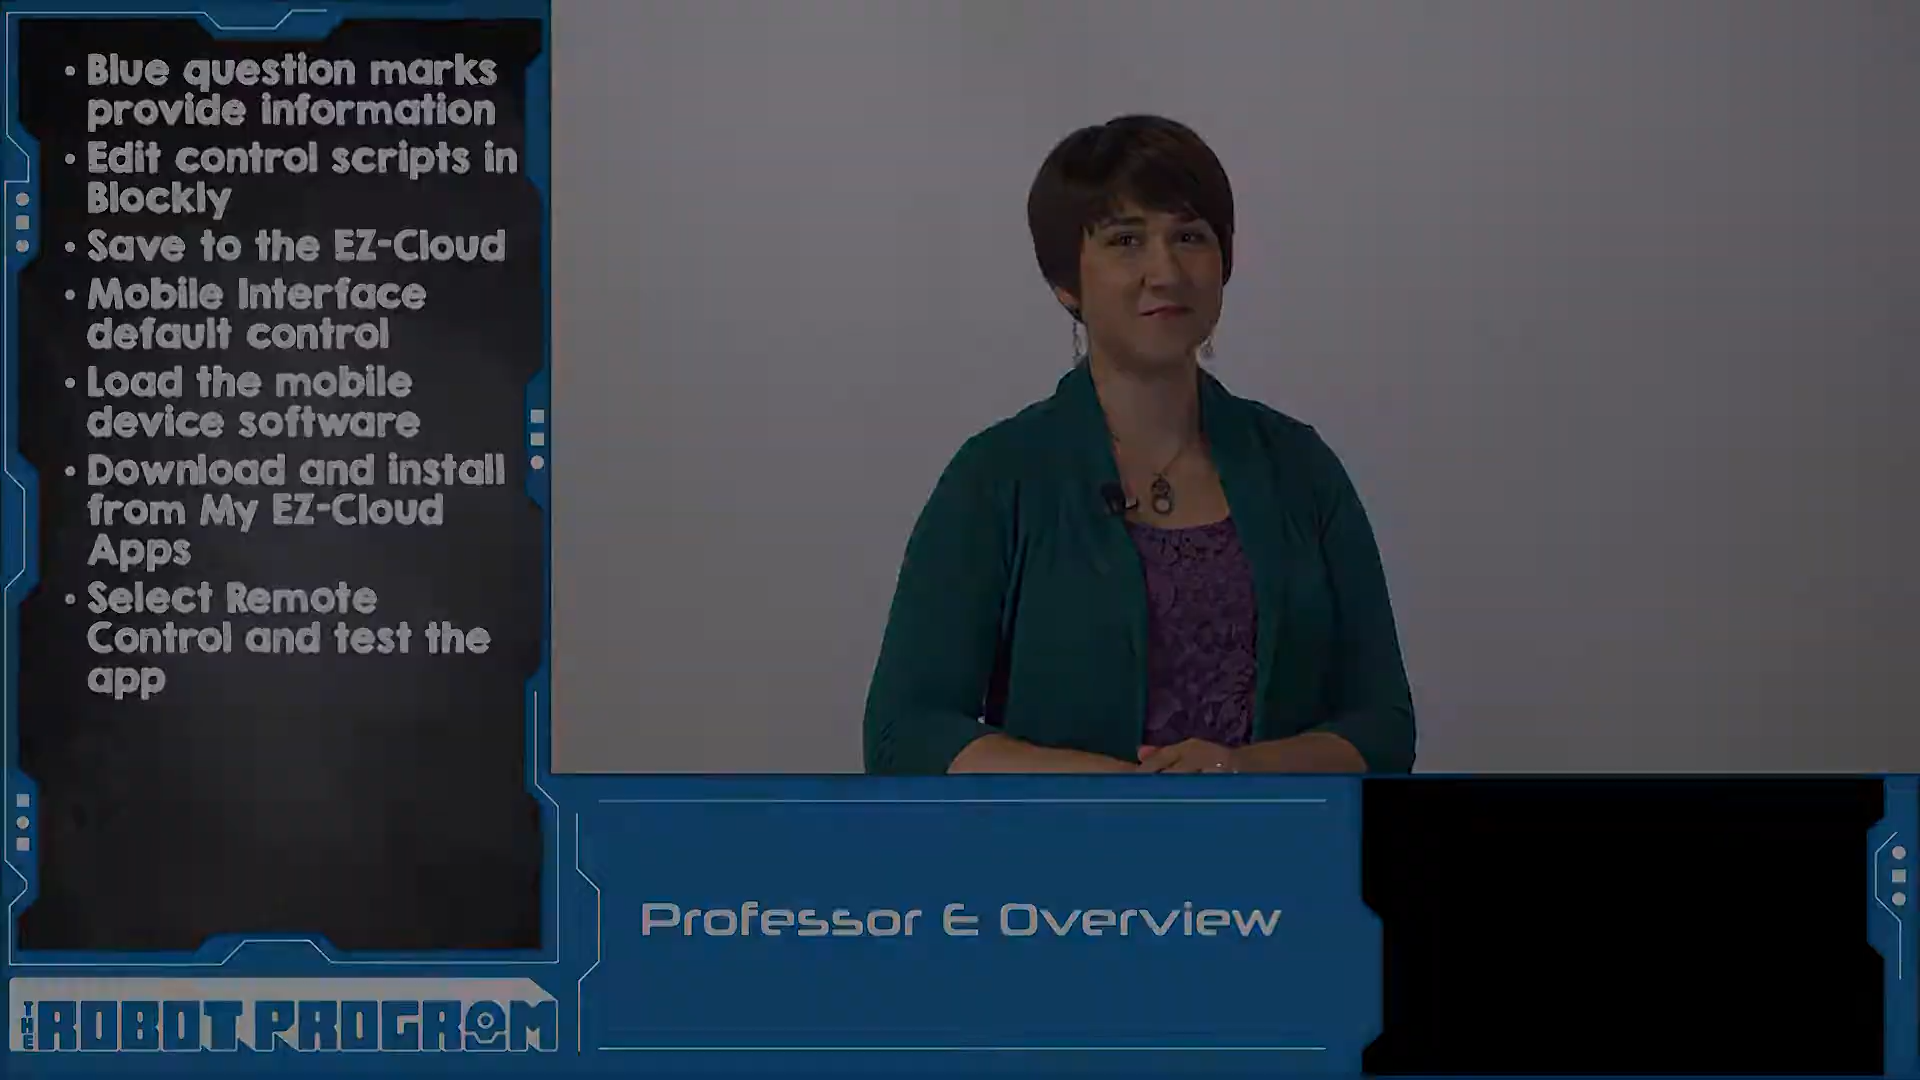 • Blue question marks
provide information
• Edit control scripts in
Blockly
• Save to the EZ-Cloud
• Mobile Interface
default control
• Load the mobile
device software
• Download and install
from My EZ-Cloud
Apps
• Select Remote
Control and test the
app
Professor E Overview
THE ROBOT PROGRAM